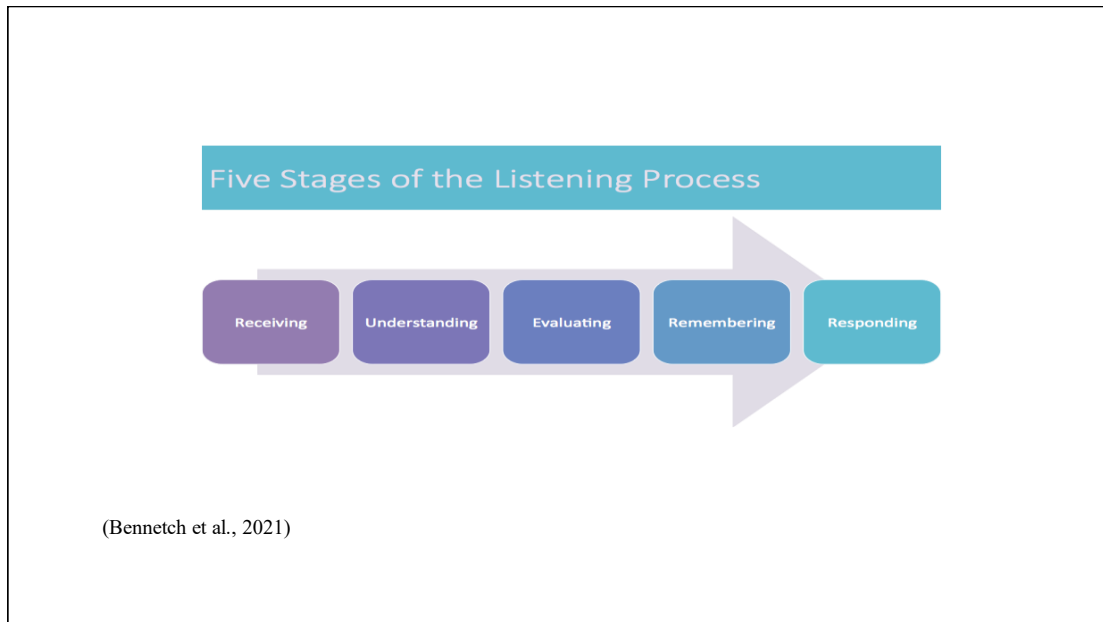 Five Stages of the Listening Process
Receiving
Understanding
Evaluating
Remembering
Responding
(Bennetch et al., 2021)